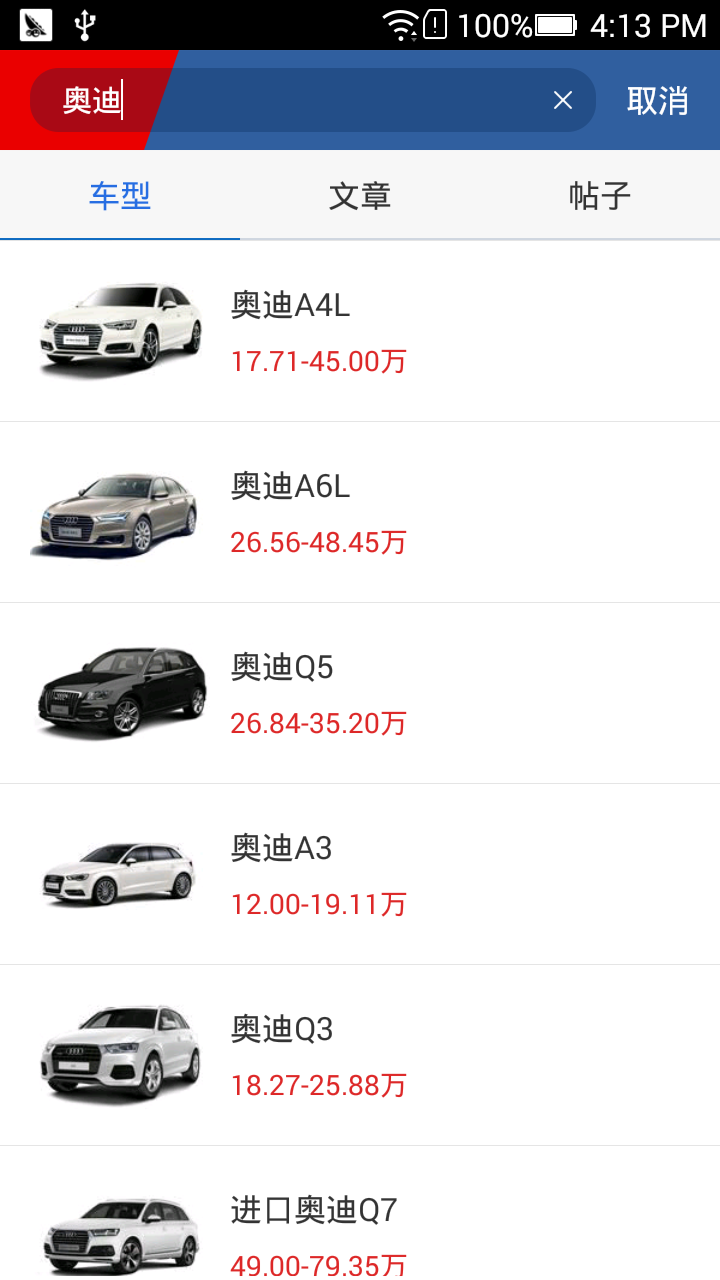 100% 4:13 PM
奥迪 取消
车型 文章 帖子
奥迪A4L
17.71-45.00万
奥迪A6L
26.56-48.45万
奥迪Q5
26.84-35.20万
奥迪A3
12.00-19.11万
奥迪Q3
18.27-25.88万
进口奥迪Q7
49.00-79.35万